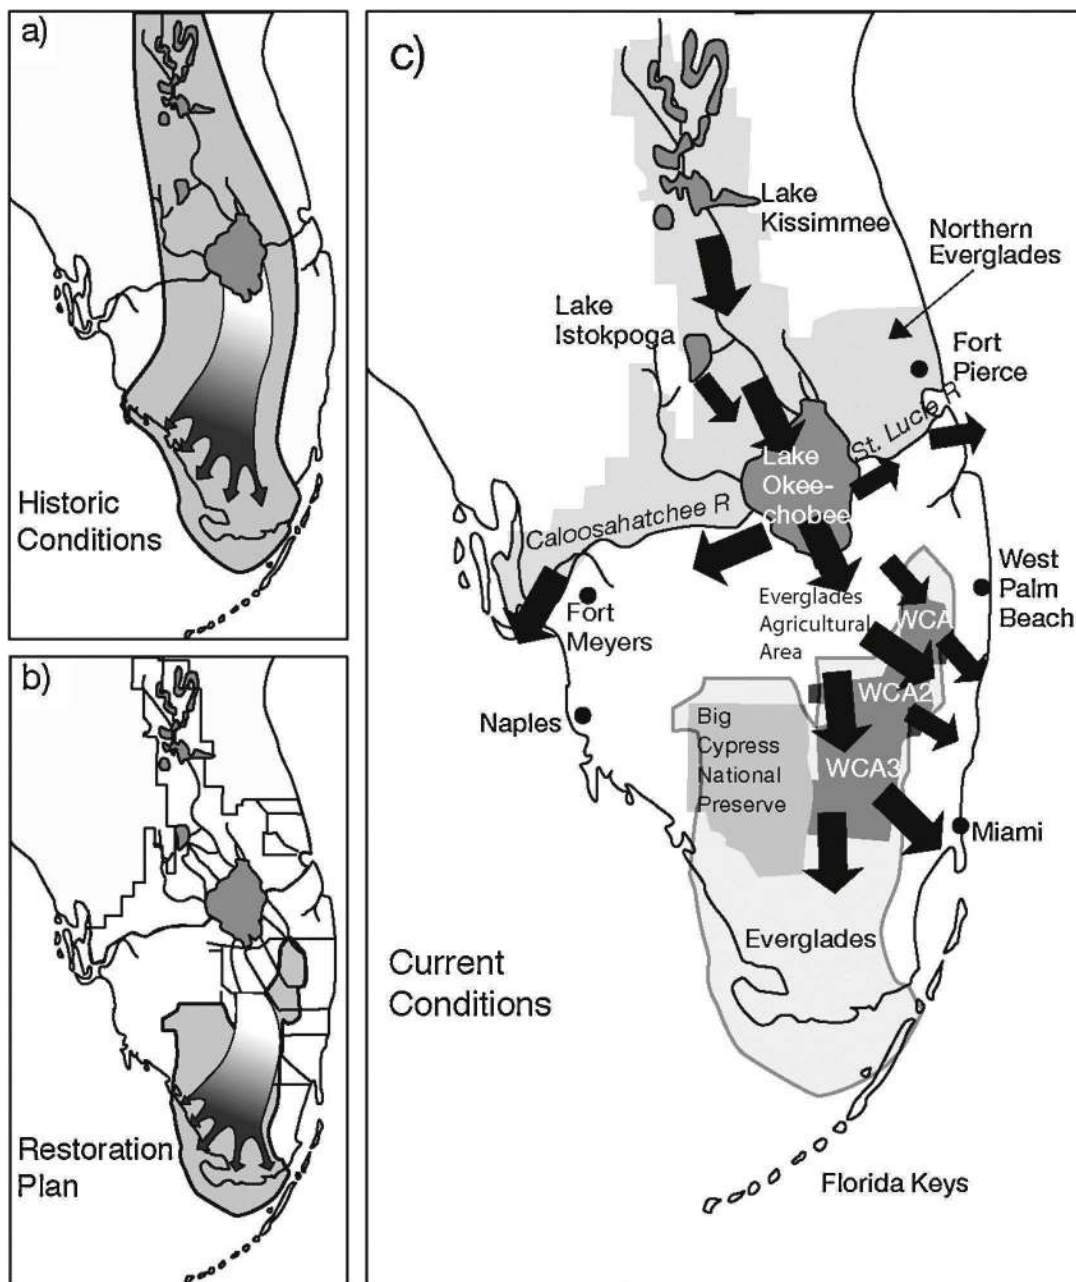 a)
Historic
Conditions
b)
Restoration
Plan
c)
Lake
Kissimmee
Northern
Everglades
Lake
Istokpoga
Fort
Pierce
St. Lucie R
Lake
Okee-
chobee
Caloosahatchee R
Fort
Meyers
Everglades
Agricultural
Area
West
Palm
Beach
WCA
WCA2
Naples
Big
Cypress
National
Preserve
WCA3
Miami
Everglades
Current
Conditions
Florida Keys